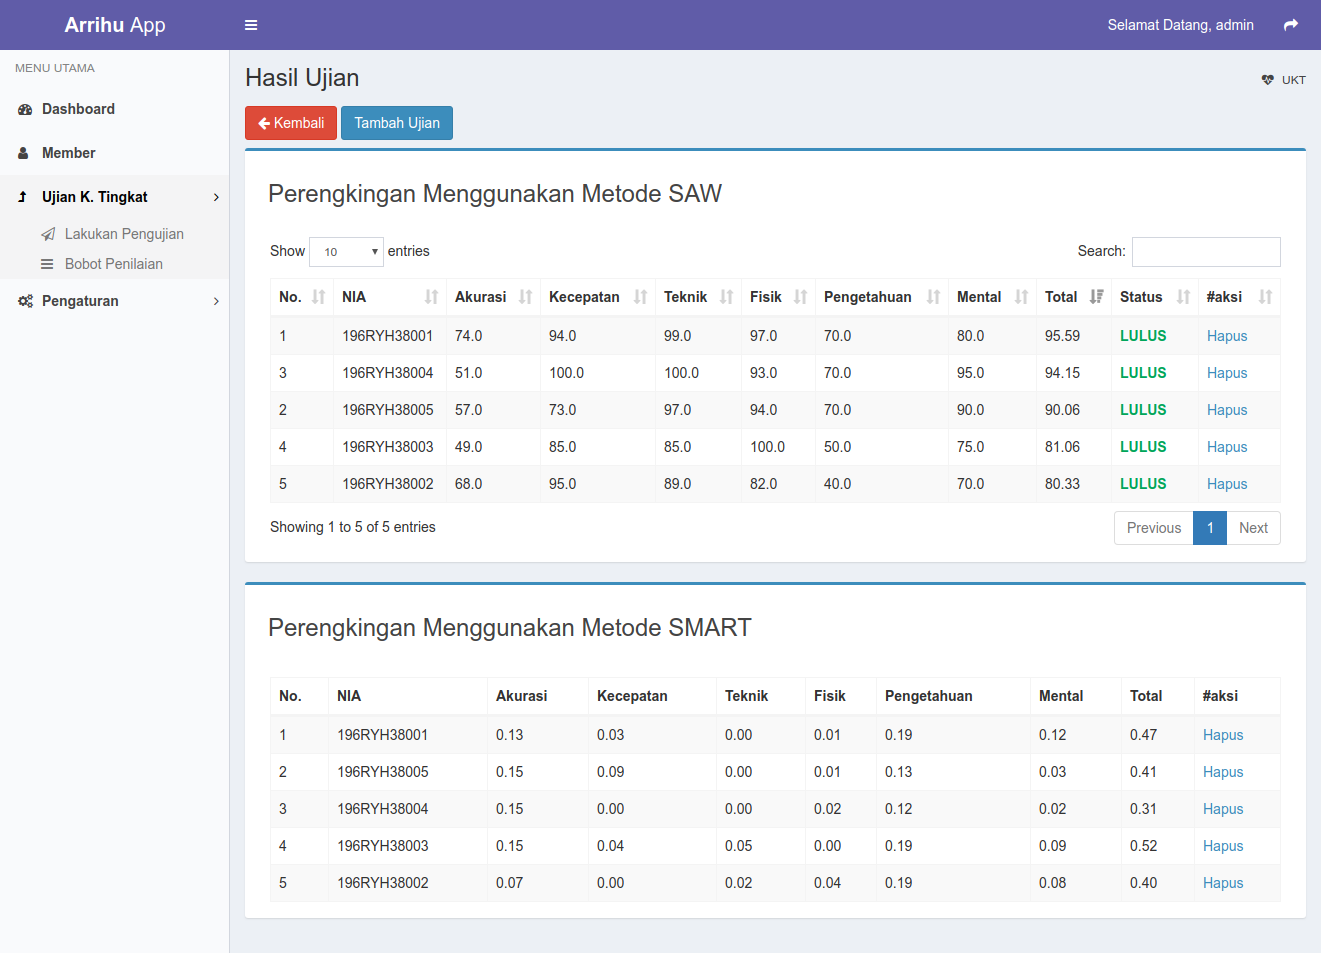 Arrihu App
Selamat Datang, admin
MENU UTAMA
Dashboard
Member
Ujian K. Tingkat
Lakukan Pengujian
Bobot Penilaian
Pengaturan
Hasil Ujian
UKT
Kembali
Tambah Ujian
Perengkingan Menggunakan Metode SAW
Show 10 entries
Search:
No. NIA Akurasi Kecepatan Teknik Fisik Pengetahuan Mental Total Status #aksi
1 196RYH38001 74.0 94.0 99.0 97.0 70.0 80.0 95.59 LULUS Hapus
3 196RYH38004 51.0 100.0 100.0 93.0 70.0 95.0 94.15 LULUS Hapus
2 196RYH38005 57.0 73.0 97.0 94.0 70.0 90.0 90.06 LULUS Hapus
4 196RYH38003 49.0 85.0 85.0 100.0 50.0 75.0 81.06 LULUS Hapus
5 196RYH38002 68.0 95.0 89.0 82.0 40.0 70.0 80.33 LULUS Hapus
Showing 1 to 5 of 5 entries
Previous 1 Next
Perengkingan Menggunakan Metode SMART
No. NIA Akurasi Kecepatan Teknik Fisik Pengetahuan Mental Total #aksi
1 196RYH38001 0.13 0.03 0.00 0.01 0.19 0.12 0.47 Hapus
2 196RYH38005 0.15 0.09 0.00 0.01 0.13 0.03 0.41 Hapus
3 196RYH38004 0.15 0.00 0.00 0.02 0.12 0.02 0.31 Hapus
4 196RYH38003 0.15 0.04 0.05 0.00 0.19 0.09 0.52 Hapus
5 196RYH38002 0.07 0.00 0.02 0.04 0.19 0.08 0.40 Hapus